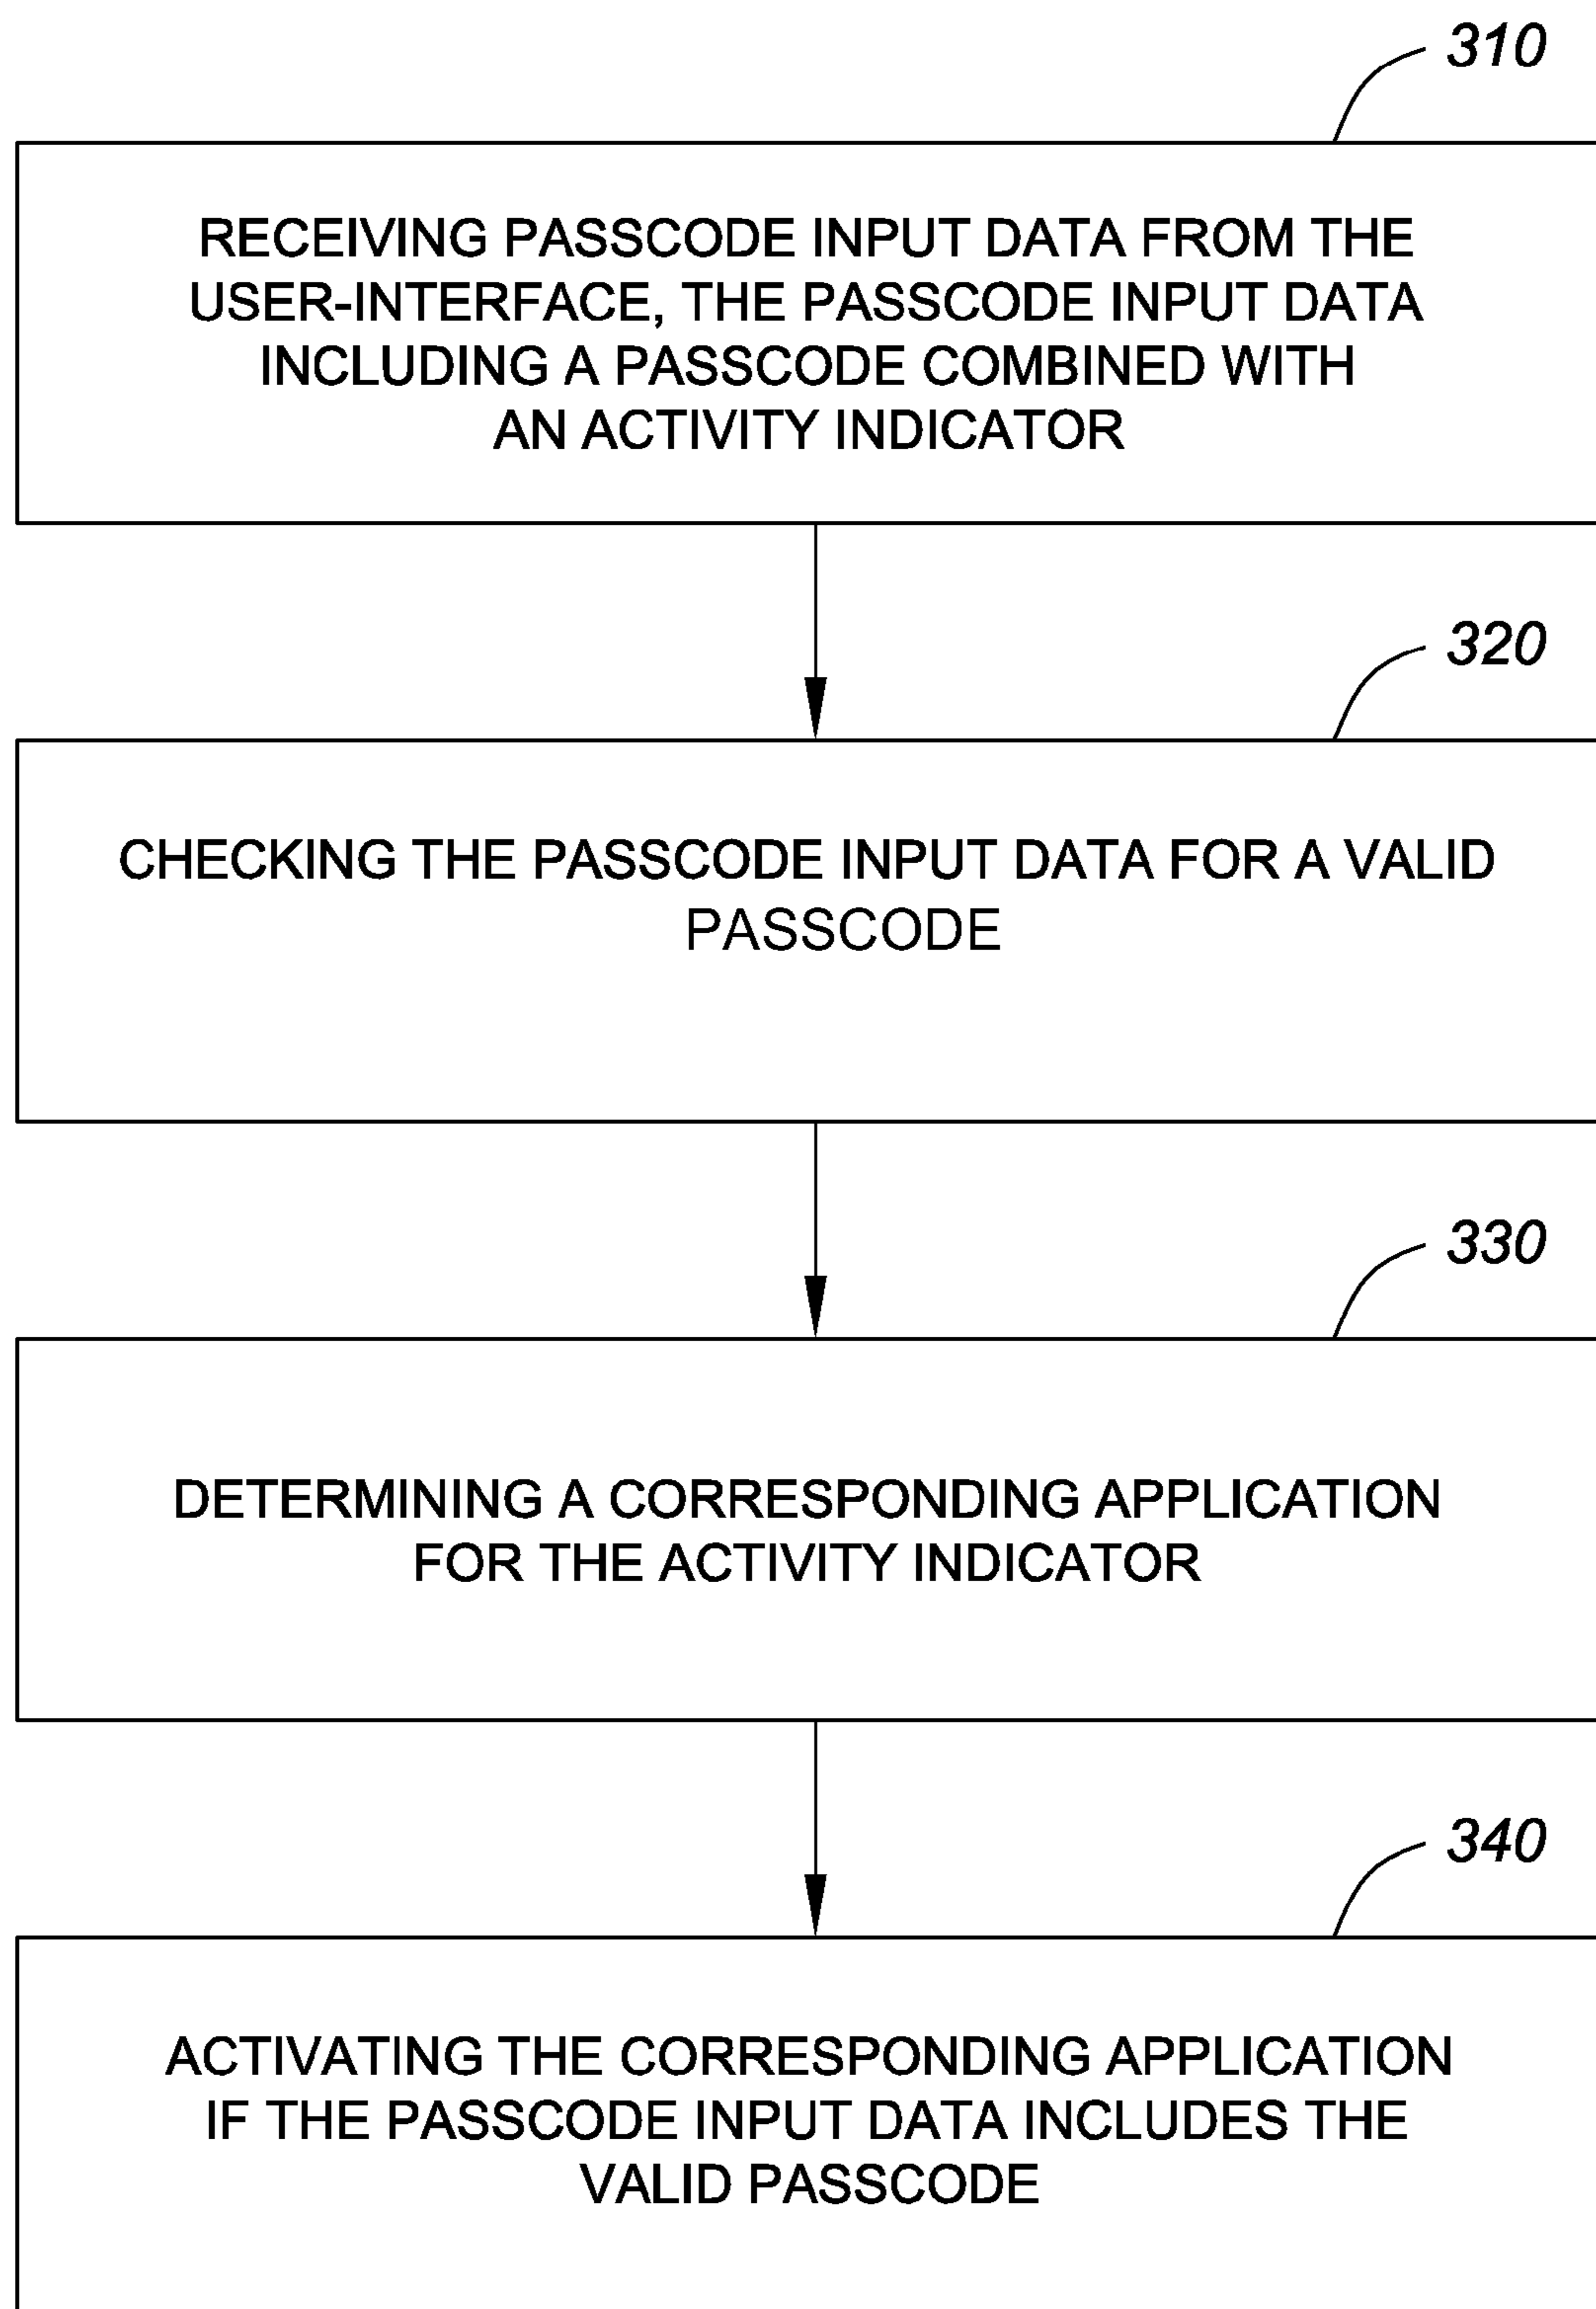 310
RECEIVING PASSCODE INPUT DATA FROM THE
USER-INTERFACE, THE PASSCODE INPUT DATA
INCLUDING A PASSCODE COMBINED WITH
AN ACTIVITY INDICATOR
320
CHECKING THE PASSCODE INPUT DATA FOR A VALID
PASSCODE
330
DETERMINING A CORRESPONDING APPLICATION
FOR THE ACTIVITY INDICATOR
340
ACTIVATING THE CORRESPONDING APPLICATION
IF THE PASSCODE INPUT DATA INCLUDES THE
VALID PASSCODE